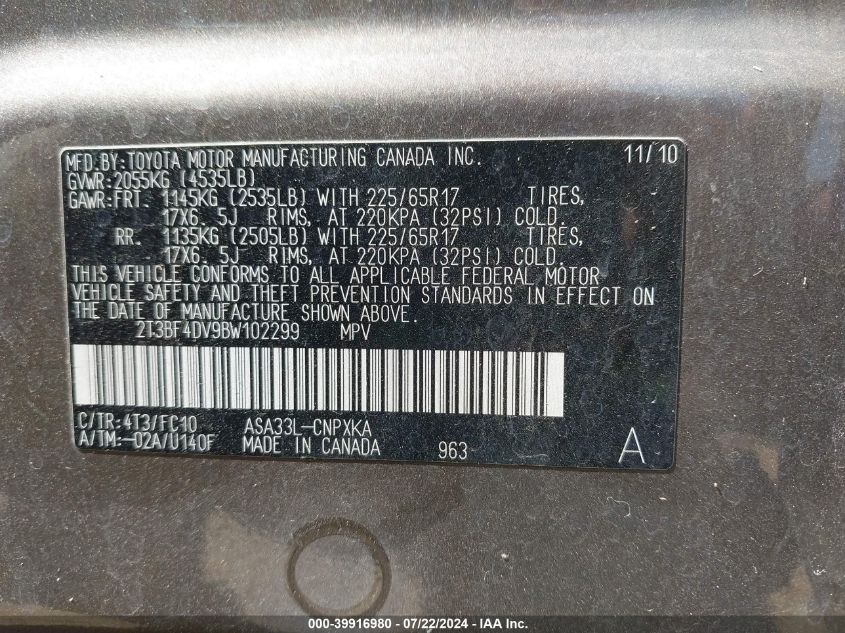 MFD.BY:TOYOTA MOTOR MANUFACTURING CANADA INC. 11/10
GVWR:2055KG (4535LB)
GAWR:FRT. 1145KG (2535LB) WITH 225/65R17 TIRES,
17X6.5J RIMS, AT 220KPA (32PSI) COLD.
RR. 1135KG (2505LB) WITH 225/65R17 TIRES,
17X6.5J RIMS, AT 220KPA (32PSI) COLD.
THIS VEHICLE CONFORMS TO ALL APPLICABLE FEDERAL MOTOR
VEHICLE SAFETY AND THEFT PREVENTION STANDARDS IN EFFECT ON
THE DATE OF MANUFACTURE SHOWN ABOVE.
2T3BF4DV9BW102299 MPV
C/TR:4T3/FC10 ASA33L-CNPXKA
A/TM:-02A/U140F MADE IN CANADA 963 A
000-39916980 - 07/22/2024 - IAA Inc.